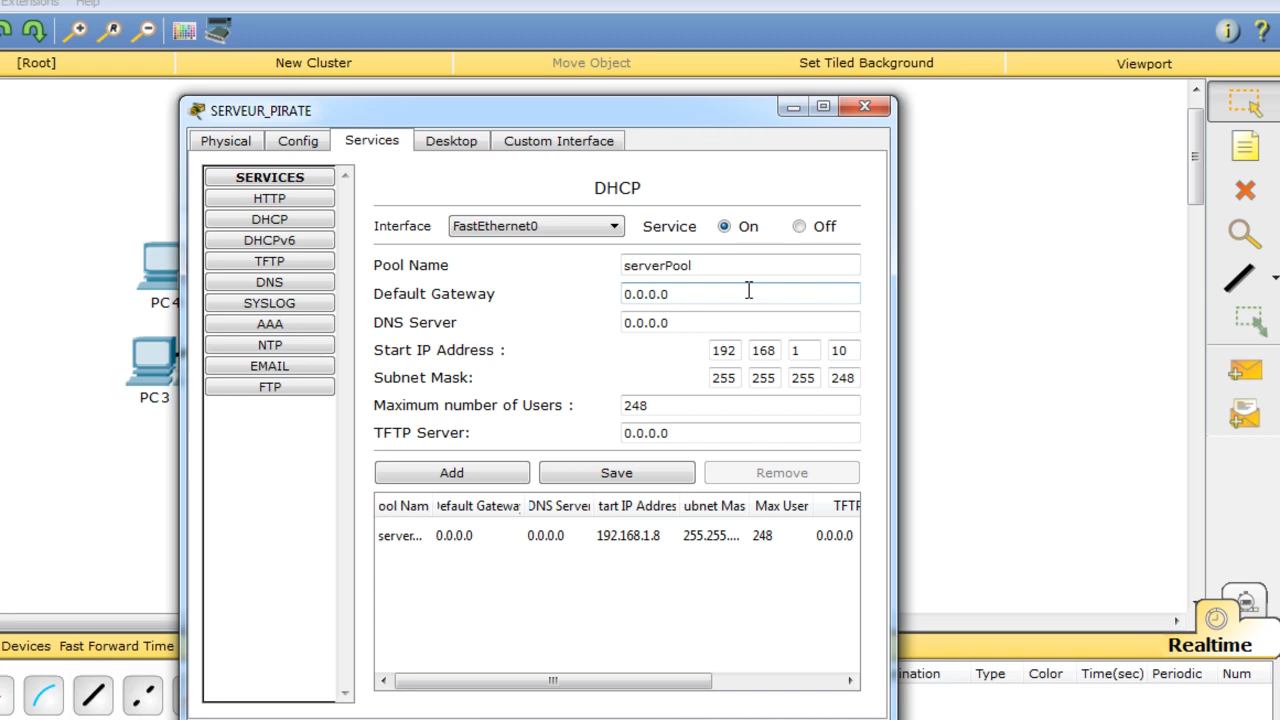 Extensions Help
[Root] New Cluster Move Object Set Tiled Background Viewport
SERVEUR_PIRATE
Physical Config Services Desktop Custom Interface
SERVICES
HTTP
DHCP
DHCPv6
TFTP
DNS
SYSLOG
AAA
NTP
EMAIL
FTP
DHCP
Interface FastEthernet0 Service On Off
Pool Name serverPool
Default Gateway 0.0.0.0
DNS Server 0.0.0.0
Start IP Address : 192 168 1 10
Subnet Mask: 255 255 255 248
Maximum number of Users : 248
TFTP Server: 0.0.0.0
Add Save Remove
ool Nam efault Gateway DNS Server tart IP Addres ubnet Mas Max User TFTP
server... 0.0.0.0 0.0.0.0 192.168.1.8 255.255.... 248 0.0.0.0
PC4
PC3
Realtime
Devices Fast Forward Time
ination Type Color Time(sec) Periodic Num